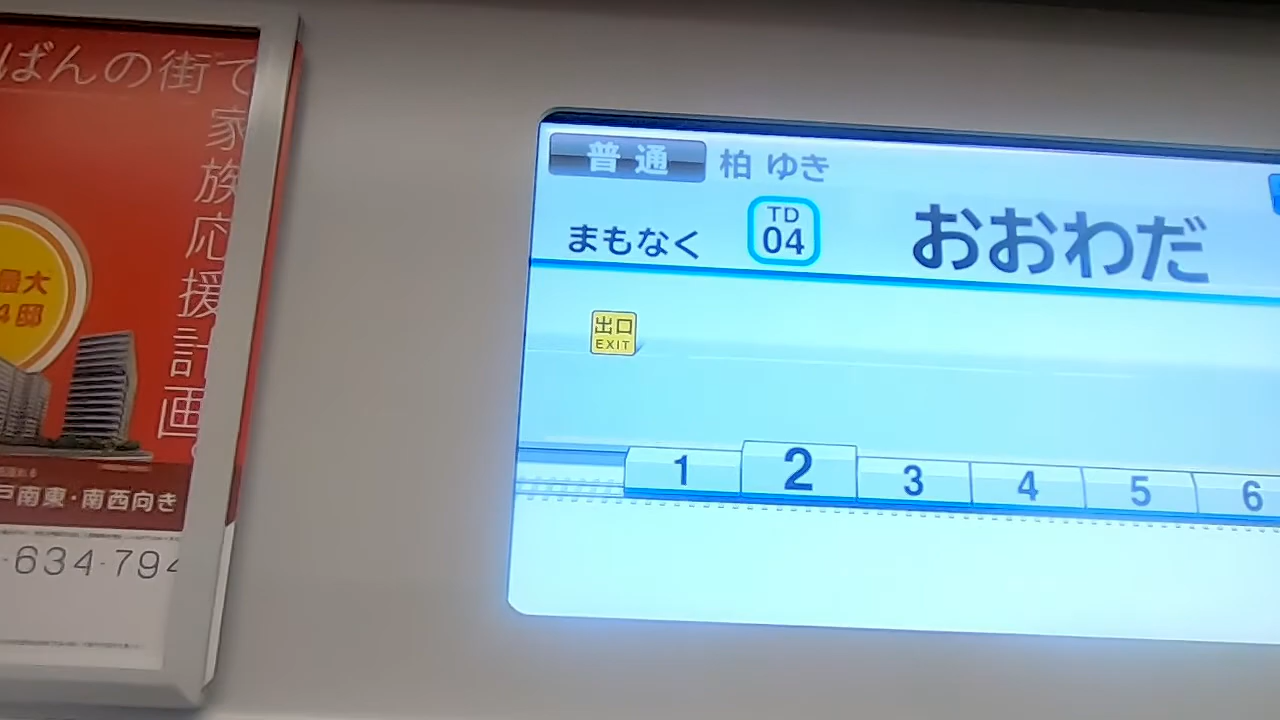 ばんの街で
家族応援計画。
最大
4邸
戸南東・南西向き
-634-794
普通 柏 ゆき
まもなく TD 04 おおわだ
出口
EXIT
1 2 3 4 5 6